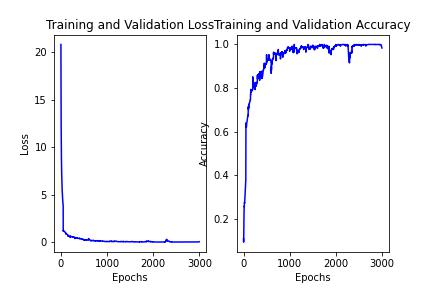 Training and Validation Loss
20
15
10
5
0
Loss
0 1000 2000 3000
Epochs
Training and Validation Accuracy
1.0
0.8
0.6
0.4
0.2
Accuracy
0 1000 2000 3000
Epochs